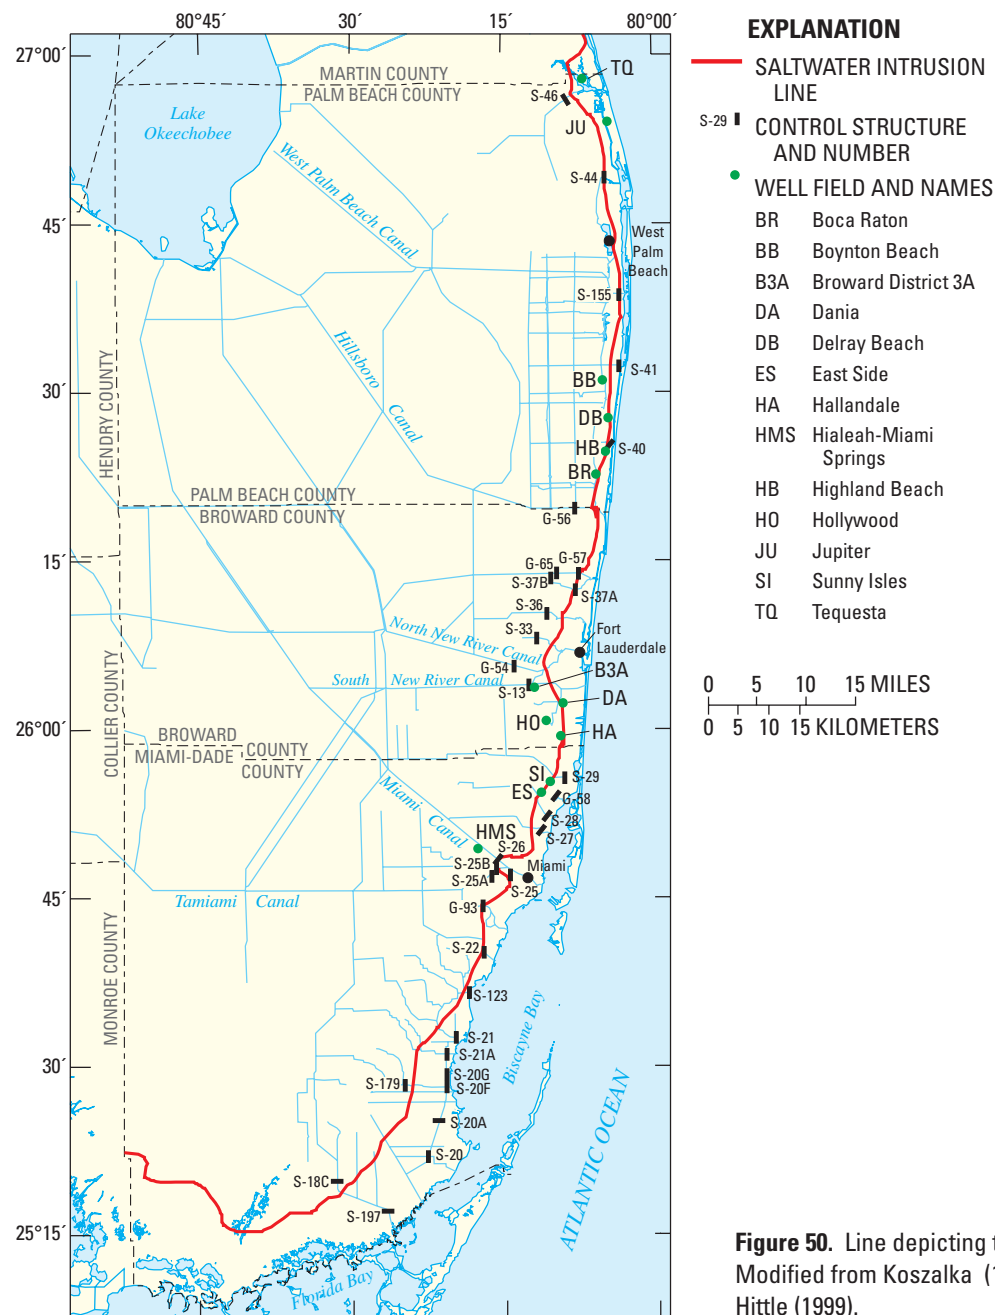 80°45´ 30´ 15´ 80°00´
27°00´
45´
30´
15´
26°00´
45´
30´
25°15´
MARTIN COUNTY
PALM BEACH COUNTY
Lake
Okeechobee
West Palm Beach Canal
Hillsboro
Canal
HENDRY COUNTY
PALM BEACH COUNTY
BROWARD COUNTY
TQ
S-46
JU
S-44
West
Palm
Beach
S-155
S-41
BB
DB
HB
S-40
BR
G-56
G-57
G-65
S-37B
S-37A
S-36
S-33
Fort
Lauderdale
North New River Canal
G-54
B3A
South New River Canal
S-13
DA
HO
HA
COLLIER COUNTY
BROWARD COUNTY
MIAMI-DADE COUNTY
Miami
Canal
SI
S-29
ES
G-58
S-28
S-27
HMS
S-26
S-25B
Miami
S-25A
S-25
Tamiami Canal
G-93
S-22
MONROE COUNTY
S-123
S-21
S-21A
S-20G
S-179
S-20F
S-20A
S-20
S-18C
S-197
Biscayne Bay
ATLANTIC OCEAN
Florida Bay
EXPLANATION
SALTWATER INTRUSION
LINE
S-29 CONTROL STRUCTURE
AND NUMBER
WELL FIELD AND NAMES
BR Boca Raton
BB Boynton Beach
B3A Broward District 3A
DA Dania
DB Delray Beach
ES East Side
HA Hallandale
HMS Hialeah-Miami
Springs
HB Highland Beach
HO Hollywood
JU Jupiter
SI Sunny Isles
TQ Tequesta
0 5 10 15 MILES
0 5 10 15 KILOMETERS
Figure 50. Line depicting
Modified from Koszalka (1
Hittle (1999).